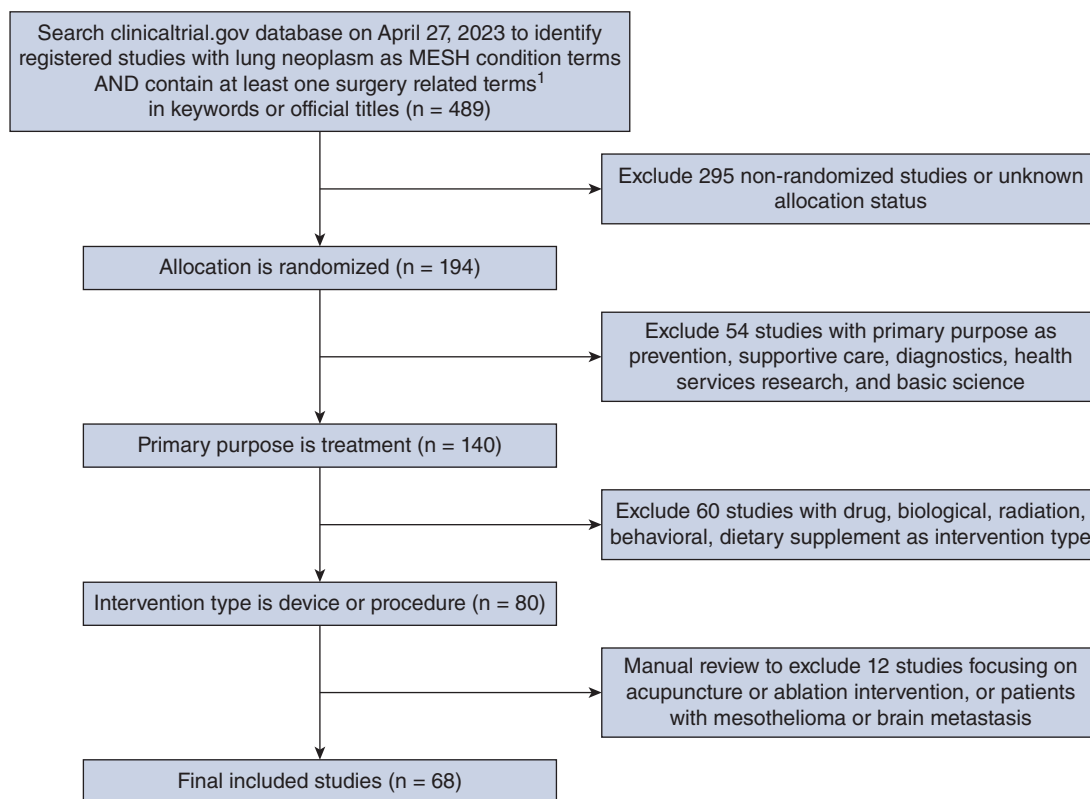 Search clinicaltrial.gov database on April 27, 2023 to identify
registered studies with lung neoplasm as MESH condition terms
AND contain at least one surgery related terms1
in keywords or official titles (n = 489)
Exclude 295 non-randomized studies or unknown
allocation status
Allocation is randomized (n = 194)
Exclude 54 studies with primary purpose as
prevention, supportive care, diagnostics, health
services research, and basic science
Primary purpose is treatment (n = 140)
Exclude 60 studies with drug, biological, radiation,
behavioral, dietary supplement as intervention type
Intervention type is device or procedure (n = 80)
Manual review to exclude 12 studies focusing on
acupuncture or ablation intervention, or patients
with mesothelioma or brain metastasis
Final included studies (n = 68)